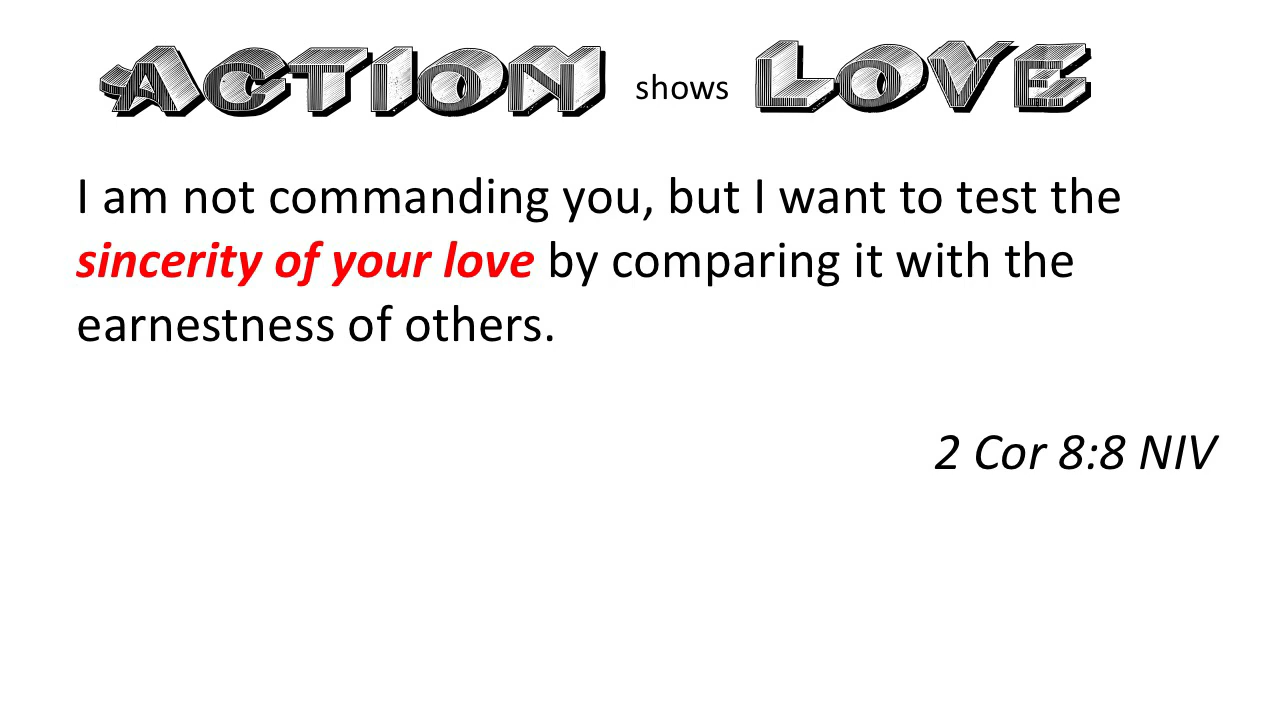 ACTION shows LOVE
I am not commanding you, but I want to test the
sincerity of your love by comparing it with the
earnestness of others.
2 Cor 8:8 NIV